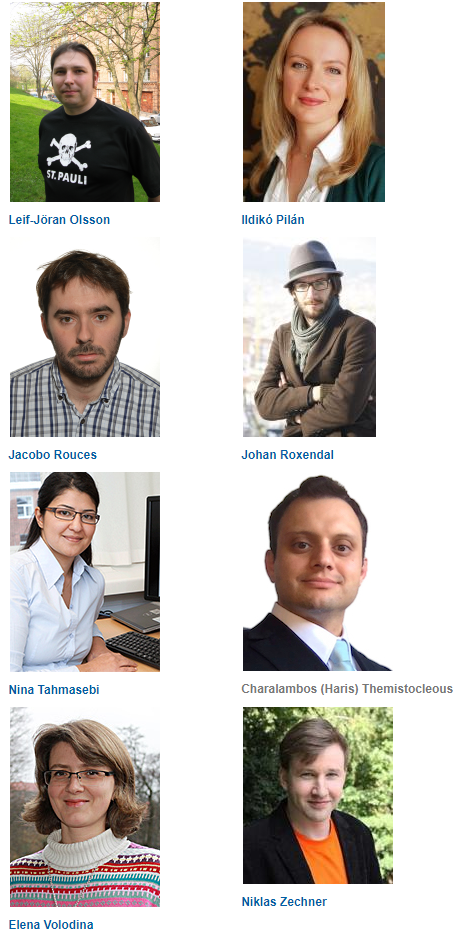 ST. PAULI
Leif-Jöran Olsson
Ildikó Pilán
Jacobo Rouces
Johan Roxendal
Nina Tahmasebi
Charalambos (Haris) Themistocleous
Elena Volodina
Niklas Zechner